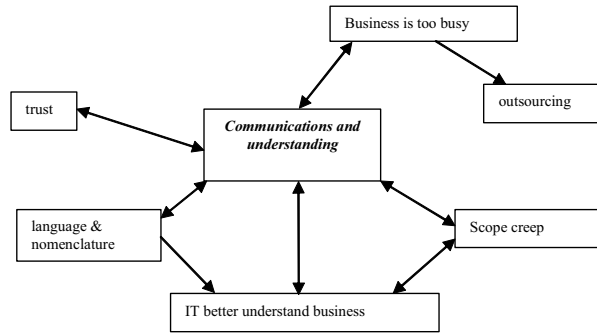 Business is too busy
trust
outsourcing
Communications and
understanding
language &
nomenclature
Scope creep
IT better understand business